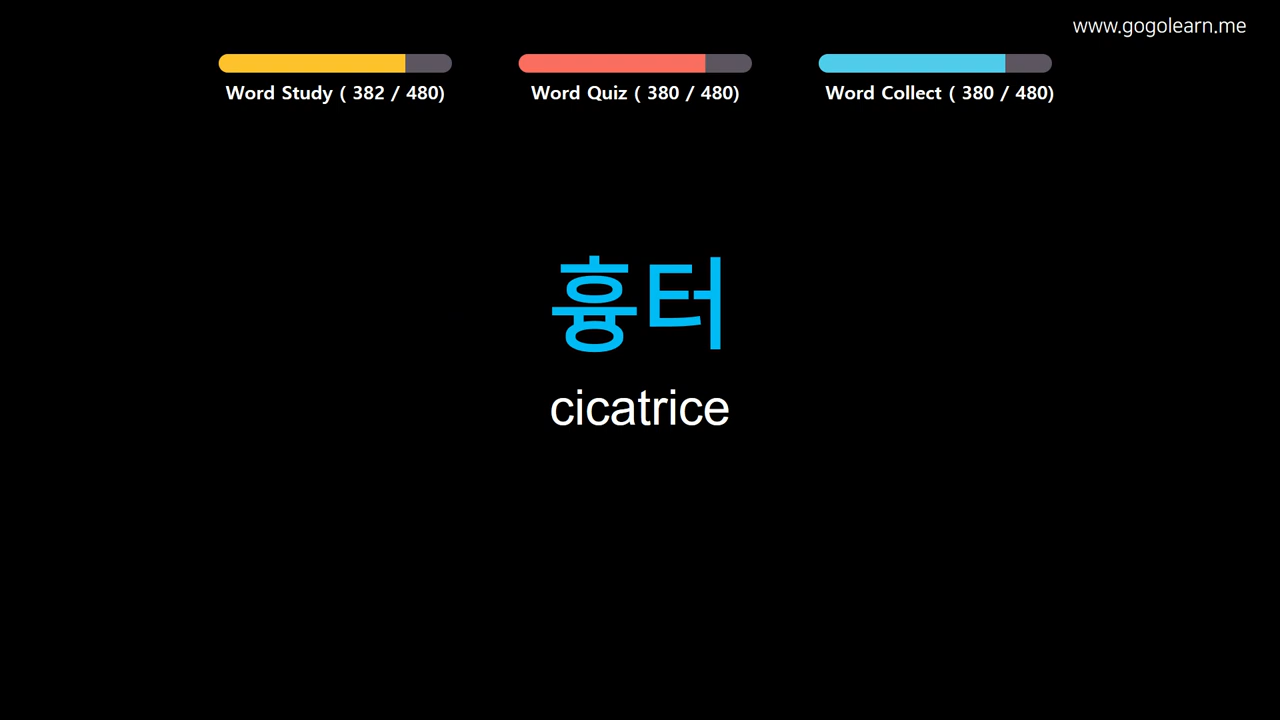 www.gogolearn.me
Word Study ( 382 / 480)
Word Quiz ( 380 / 480)
Word Collect ( 380 / 480)
흉터
cicatrice